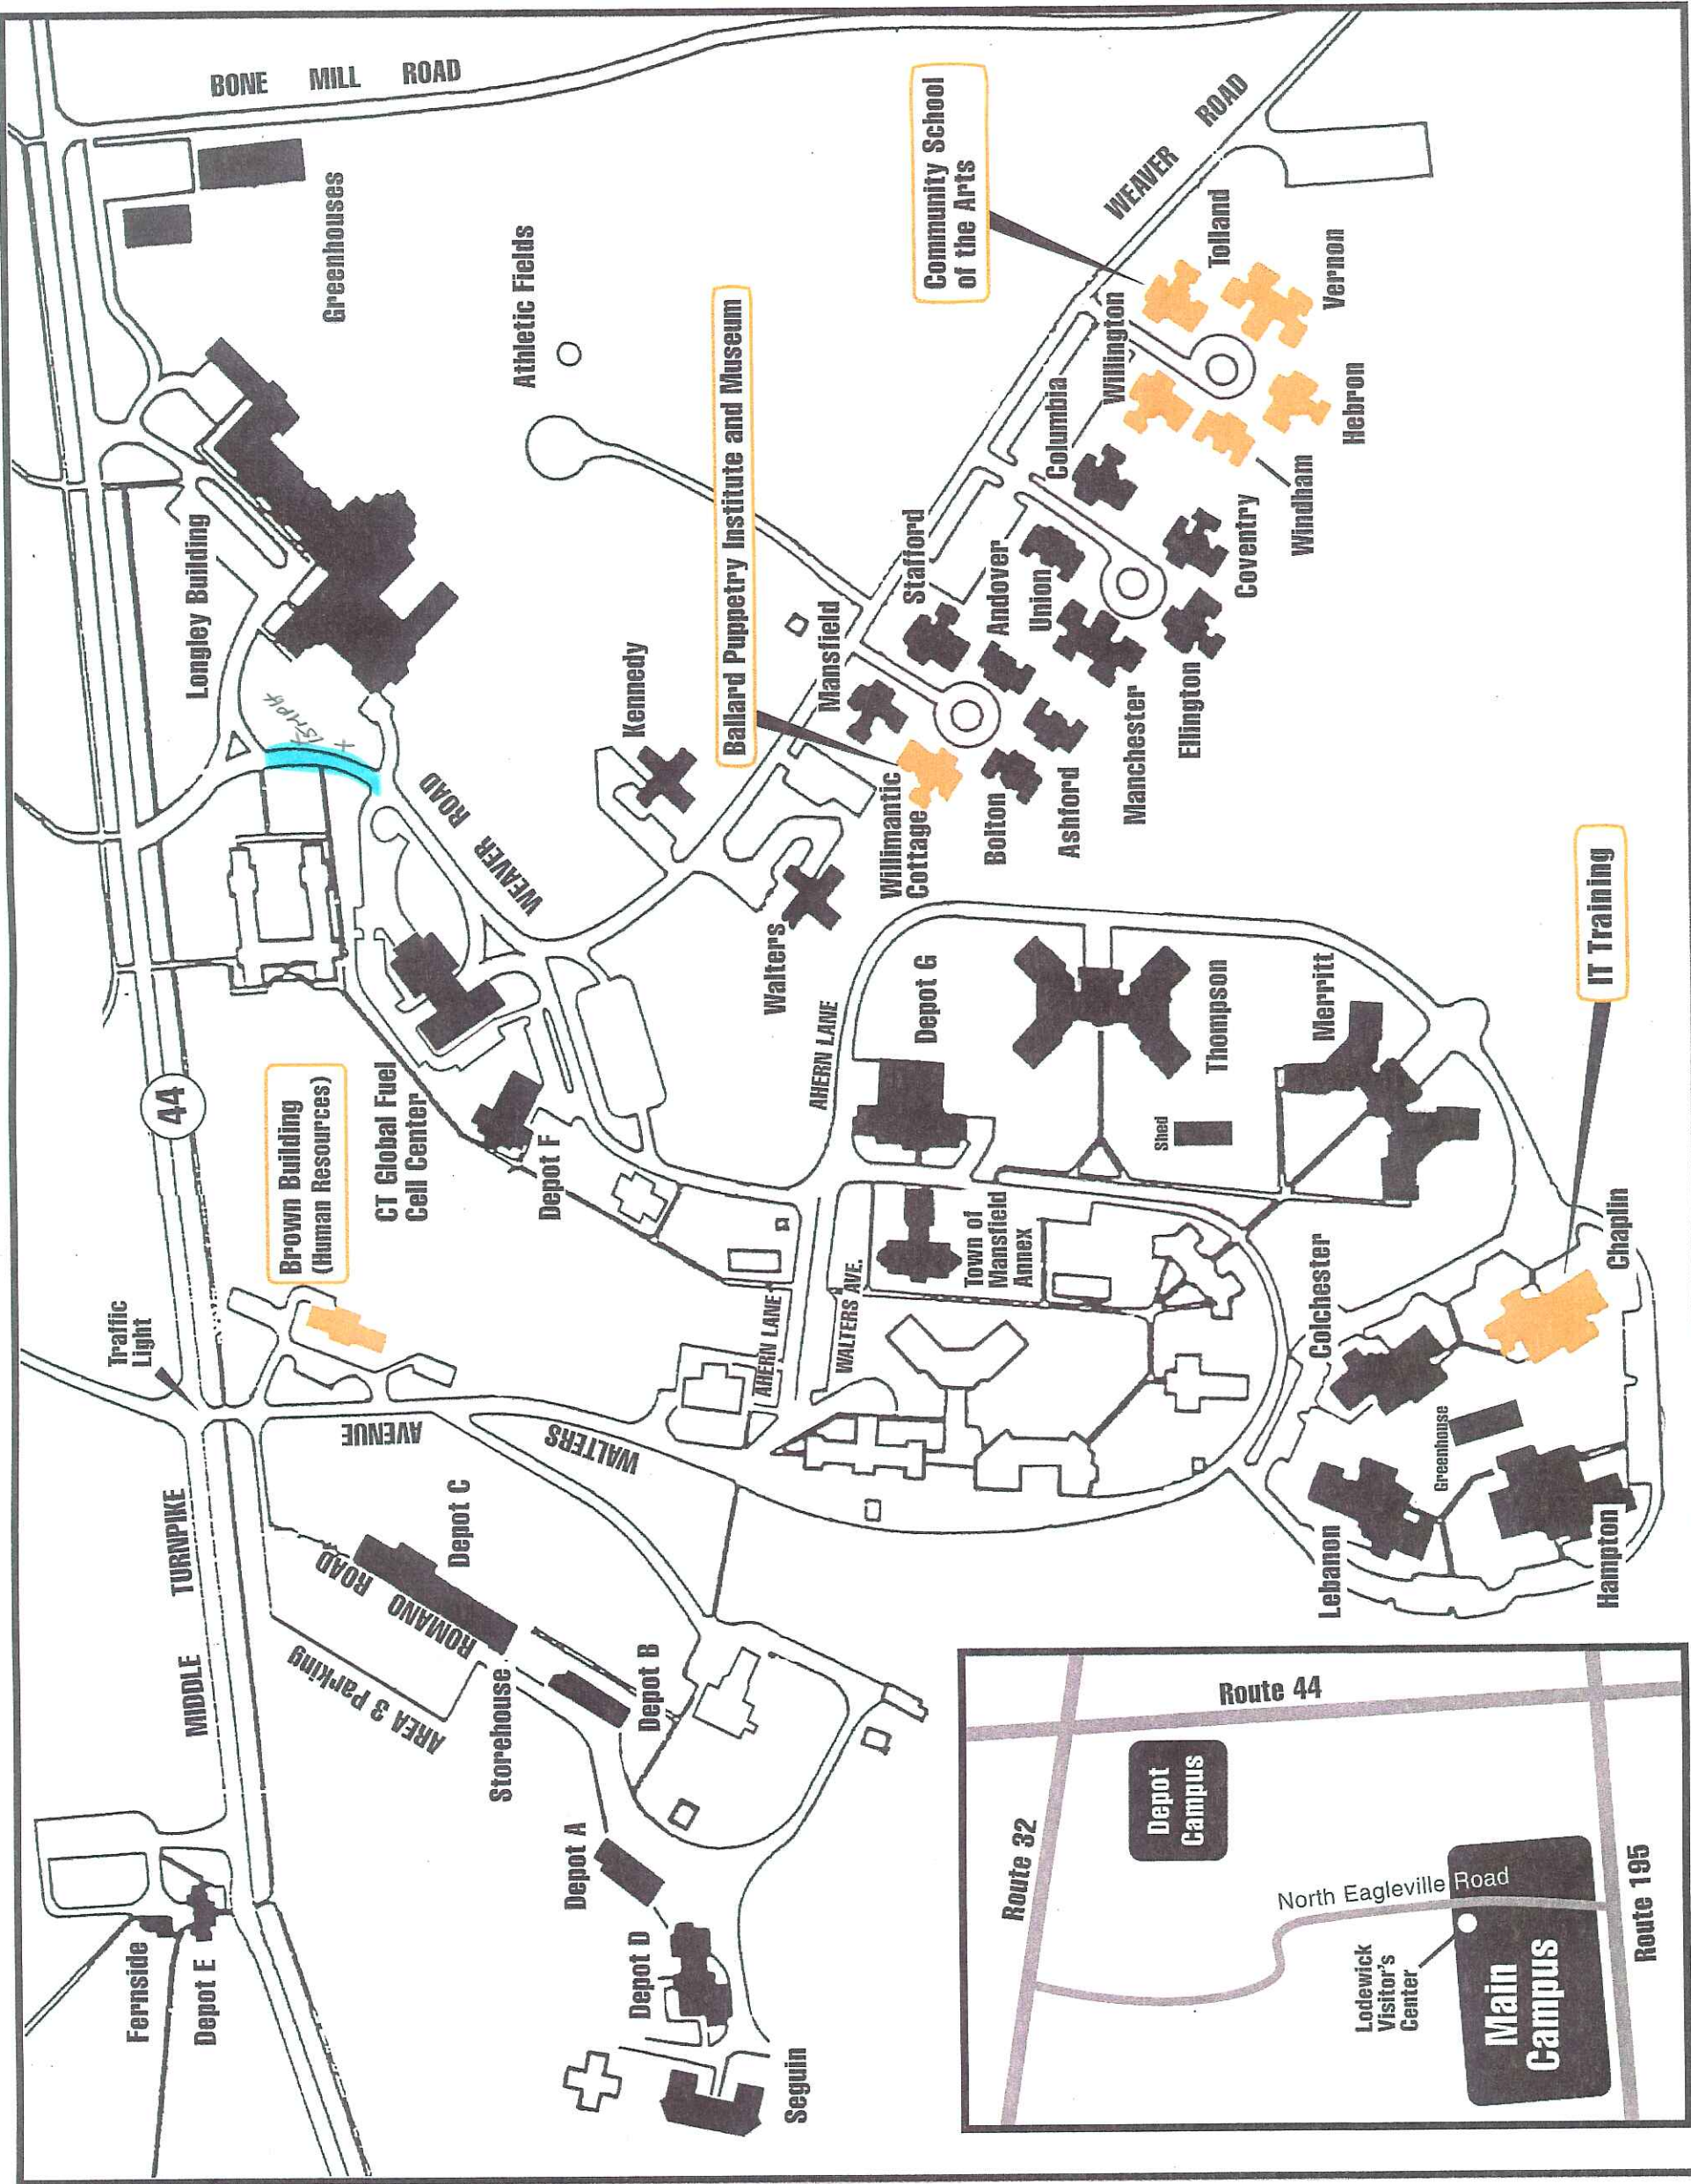 BONE MILL ROAD
Greenhouses
Athletic Fields
Community School
of the Arts
WEAVER ROAD
Tolland
Vernon
Willington
Hebron
Windham
Columbia
Coventry
Longley Building
Ballard Puppetry Institute and Museum
Stafford
Andover
Union
Ellington
Manchester
Mansfield
Kennedy
WEAVER ROAD
Willimantic
Cottage
Bolton
Ashford
Walters
IT Training
44
Brown Building
(Human Resources)
CT Global Fuel
Cell Center
Depot F
AHERN LANE
Depot G
Thompson
Shed
Merritt
Town of
Mansfield
Annex
Traffic
Light
AHERN LANE
WALTERS AVE.
Colchester
Chaplin
Greenhouse
Lebanon
Hampton
MIDDLE TURNPIKE
WALTERS AVENUE
Depot C
ROMANO ROAD
AREA 3 Parking
Storehouse
Depot B
Depot A
Depot D
Seguin
Fernside
Depot E
Route 44
Route 32
Depot
Campus
North Eagleville Road
Lodewick
Visitor's
Center
Main
Campus
Route 195